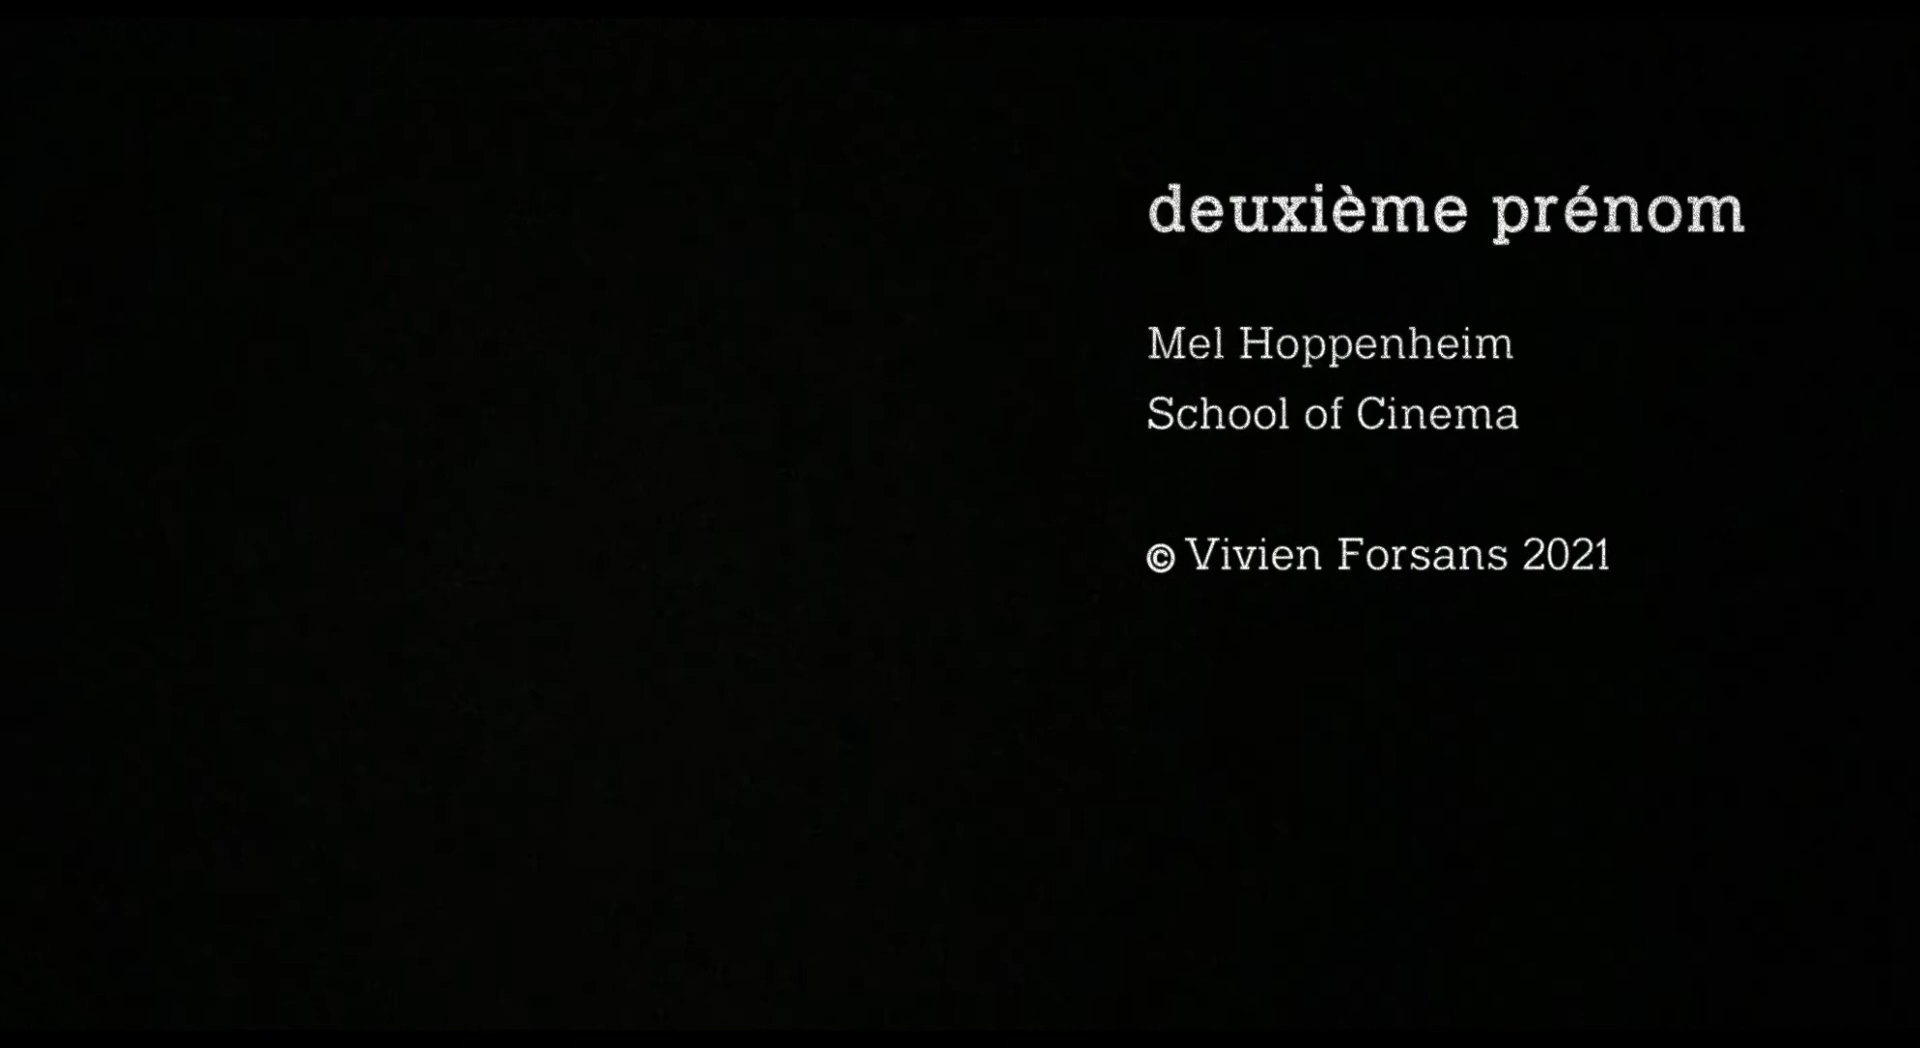 deuxième prénom
Mel Hoppenheim
School of Cinema
© Vivien Forsans 2021